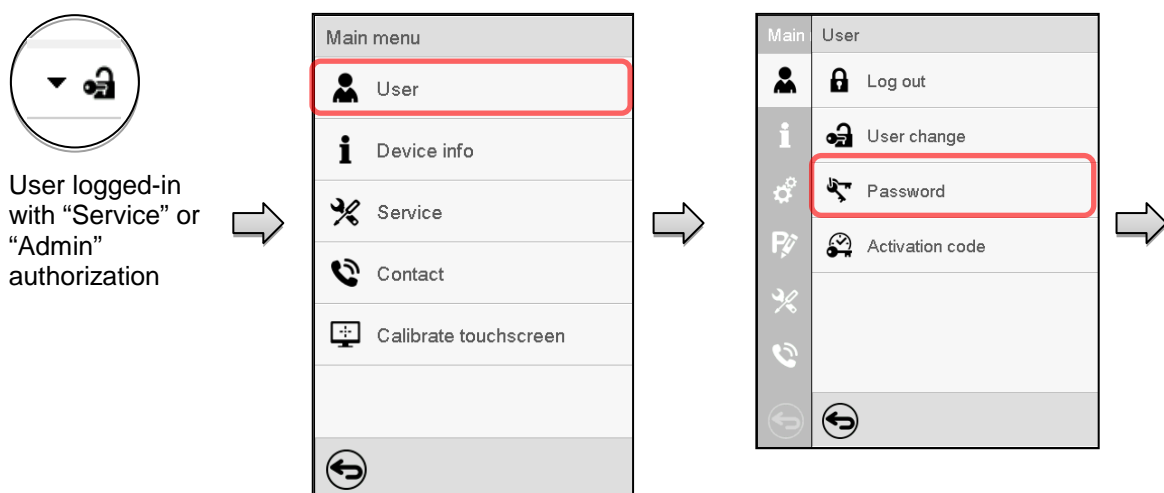 User logged-in
with “Service” or
“Admin”
authorization
Main menu
User
Device info
Service
Contact
Calibrate touchscreen
Main
User
Log out
User change
Password
Activation code